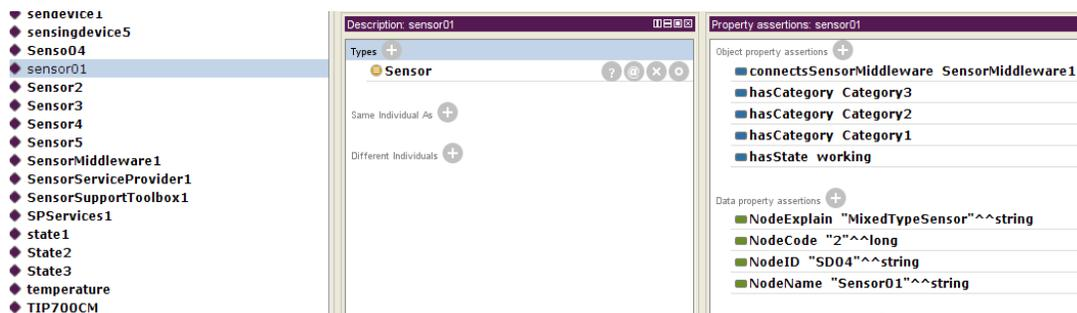 sendevice1
sensingdevice5
Senso04
sensor01
Sensor2
Sensor3
Sensor4
Sensor5
SensorMiddleware1
SensorServiceProvider1
SensorSupportToolbox1
SPServices1
state1
State2
State3
temperature
TIP700CM
Description: sensor01
Types
Sensor
Same Individual As
Different Individuals
Property assertions: sensor01
Object property assertions
connectsSensorMiddleware SensorMiddleware1
hasCategory Category3
hasCategory Category2
hasCategory Category1
hasState working
Data property assertions
NodeExplain "MixedTypeSensor"^^string
NodeCode "2"^^long
NodeID "SD04"^^string
NodeName "Sensor01"^^string